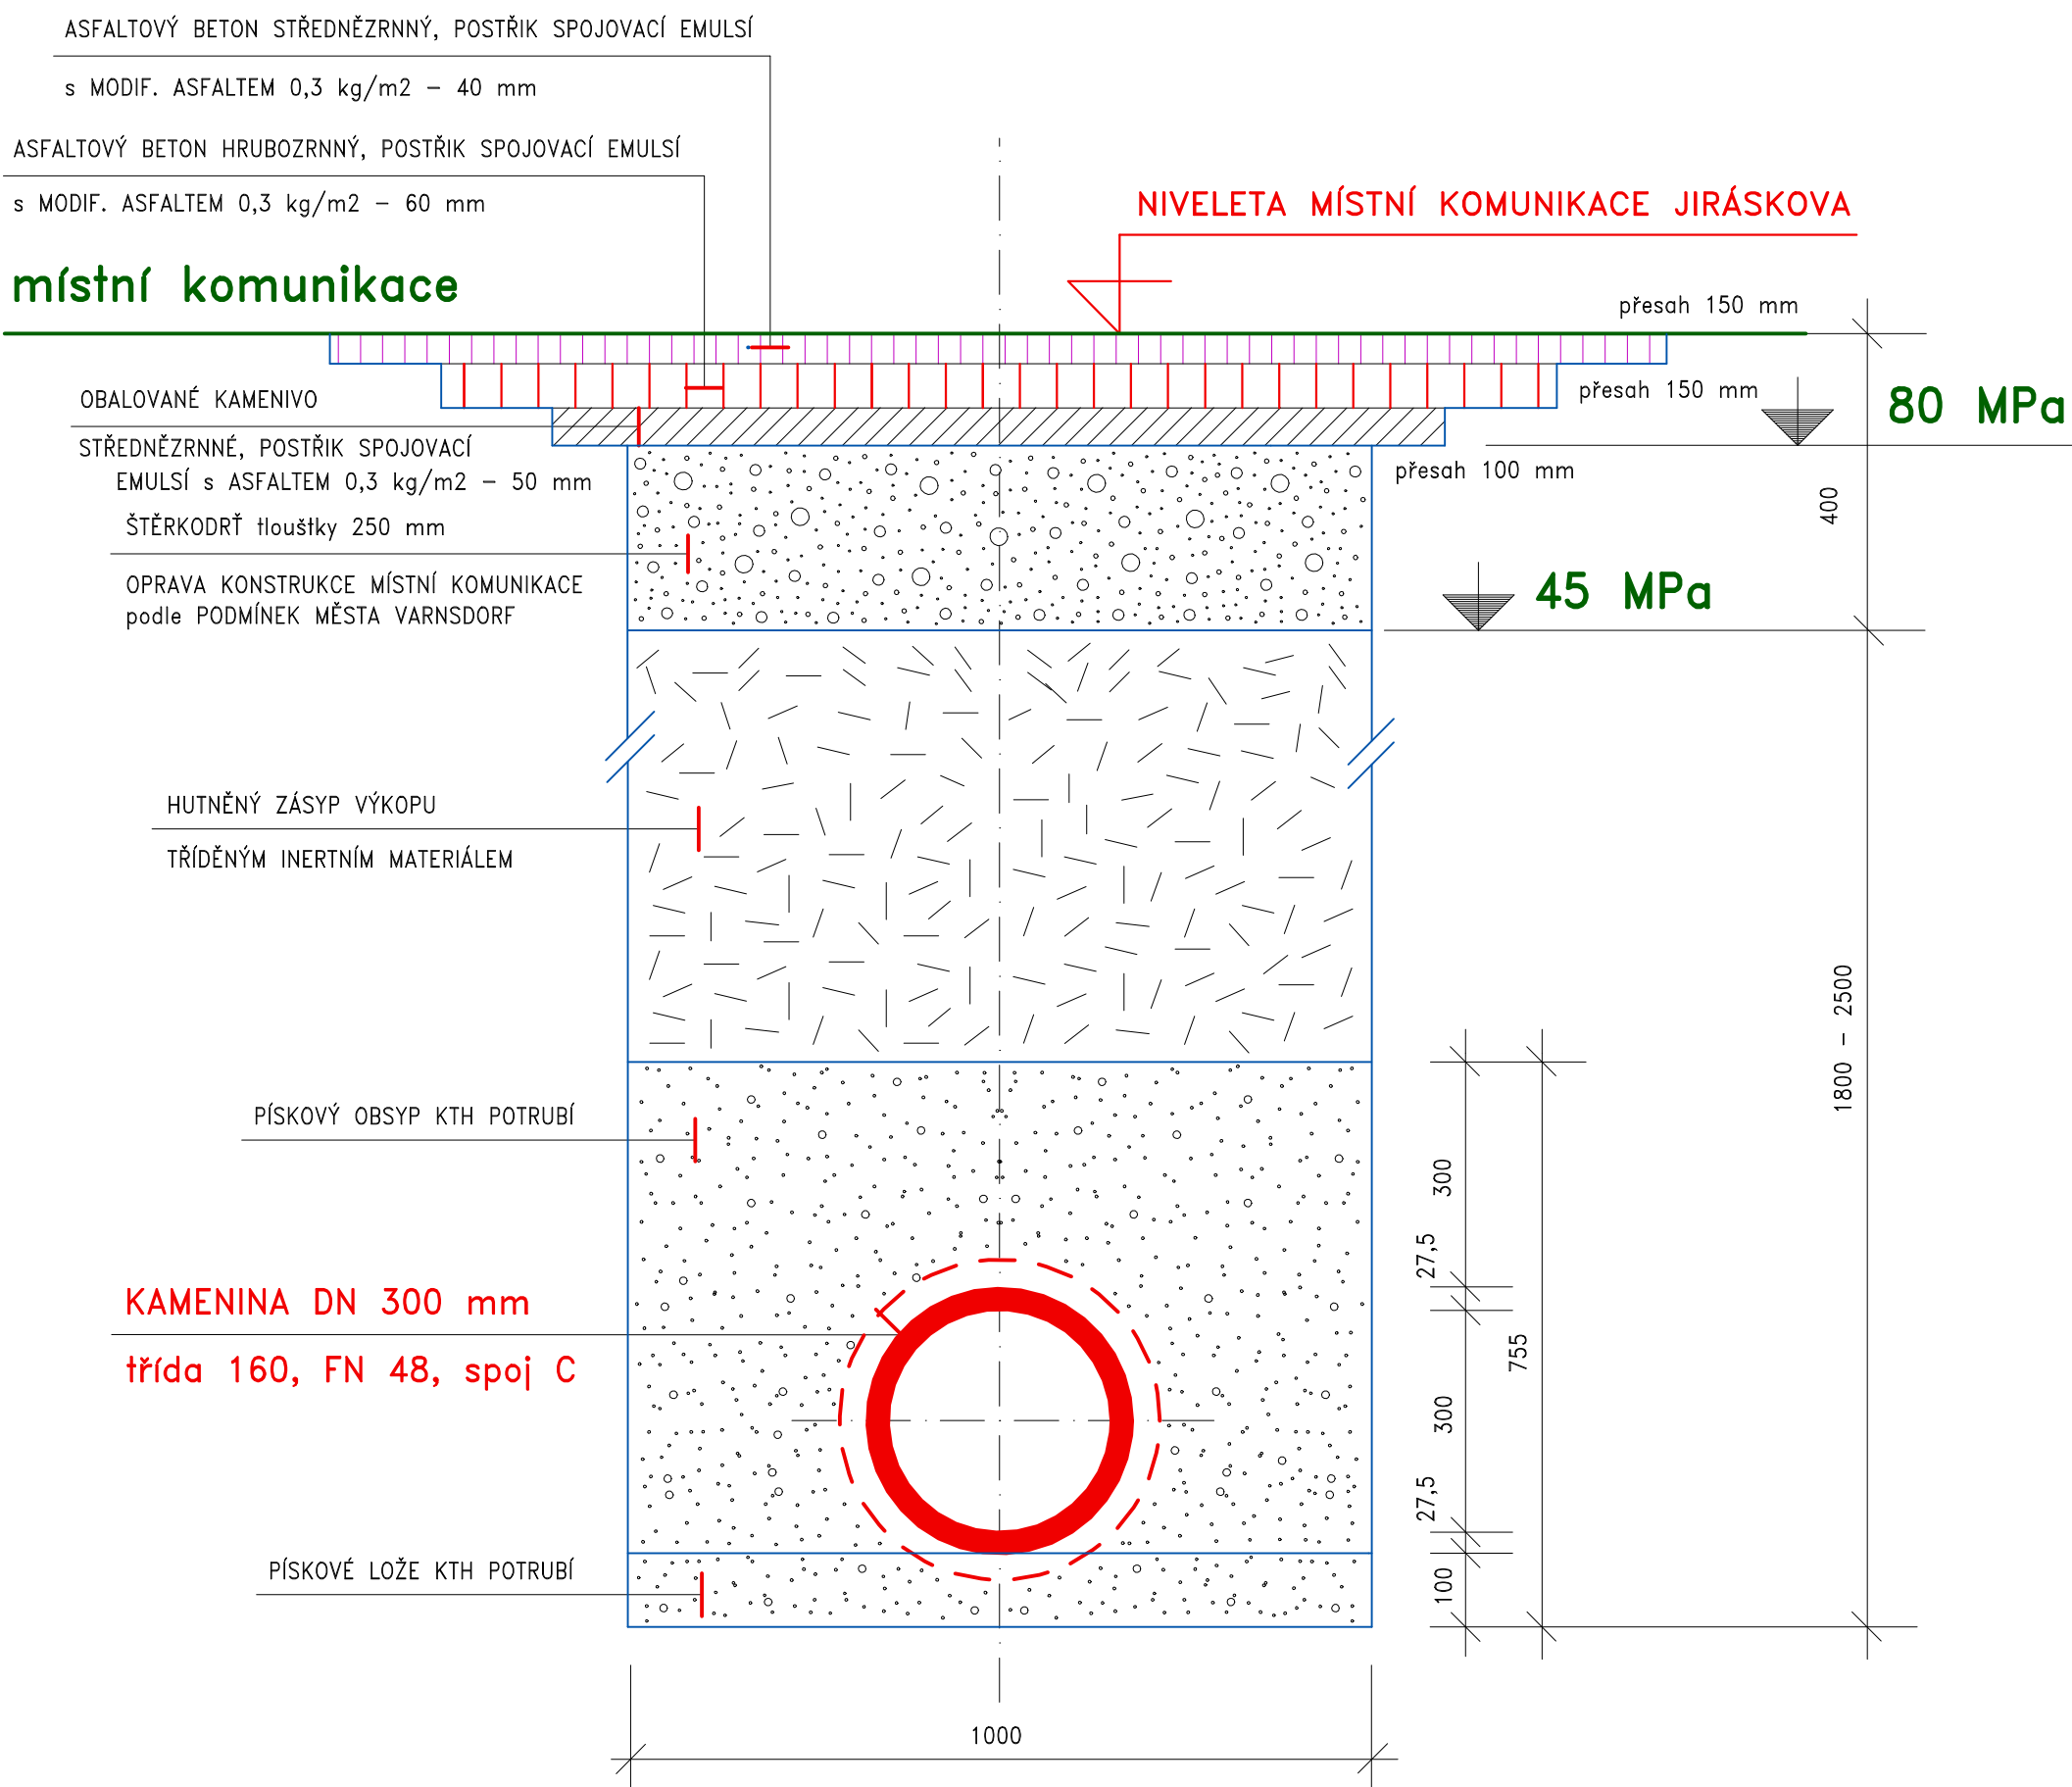 ASFALTOVÝ BETON STŘEDNĚZRNNÝ, POSTŘIK SPOJOVACÍ EMULSÍ
s MODIF. ASFALTEM 0,3 kg/m2 – 40 mm
ASFALTOVÝ BETON HRUBOZRNNÝ, POSTŘIK SPOJOVACÍ EMULSÍ
s MODIF. ASFALTEM 0,3 kg/m2 – 60 mm
NIVELETA MÍSTNÍ KOMUNIKACE JIRÁSKOVA
místní komunikace
přesah 150 mm
přesah 150 mm
80 MPa
OBALOVANÉ KAMENIVO
STŘEDNĚZRNNÉ, POSTŘIK SPOJOVACÍ
EMULSÍ s ASFALTEM 0,3 kg/m2 – 50 mm
přesah 100 mm
400
ŠTĚRKODRŤ tloušťky 250 mm
OPRAVA KONSTRUKCE MÍSTNÍ KOMUNIKACE
podle PODMÍNEK MĚSTA VARNSDORF
45 MPa
HUTNĚNÝ ZÁSYP VÝKOPU
TŘÍDĚNÝM INERTNÍM MATERIÁLEM
1800 – 2500
PÍSKOVÝ OBSYP KTH POTRUBÍ
300
27,5
KAMENINA DN 300 mm
třída 160, FN 48, spoj C
755
300
27,5
PÍSKOVÉ LOŽE KTH POTRUBÍ
100
1000